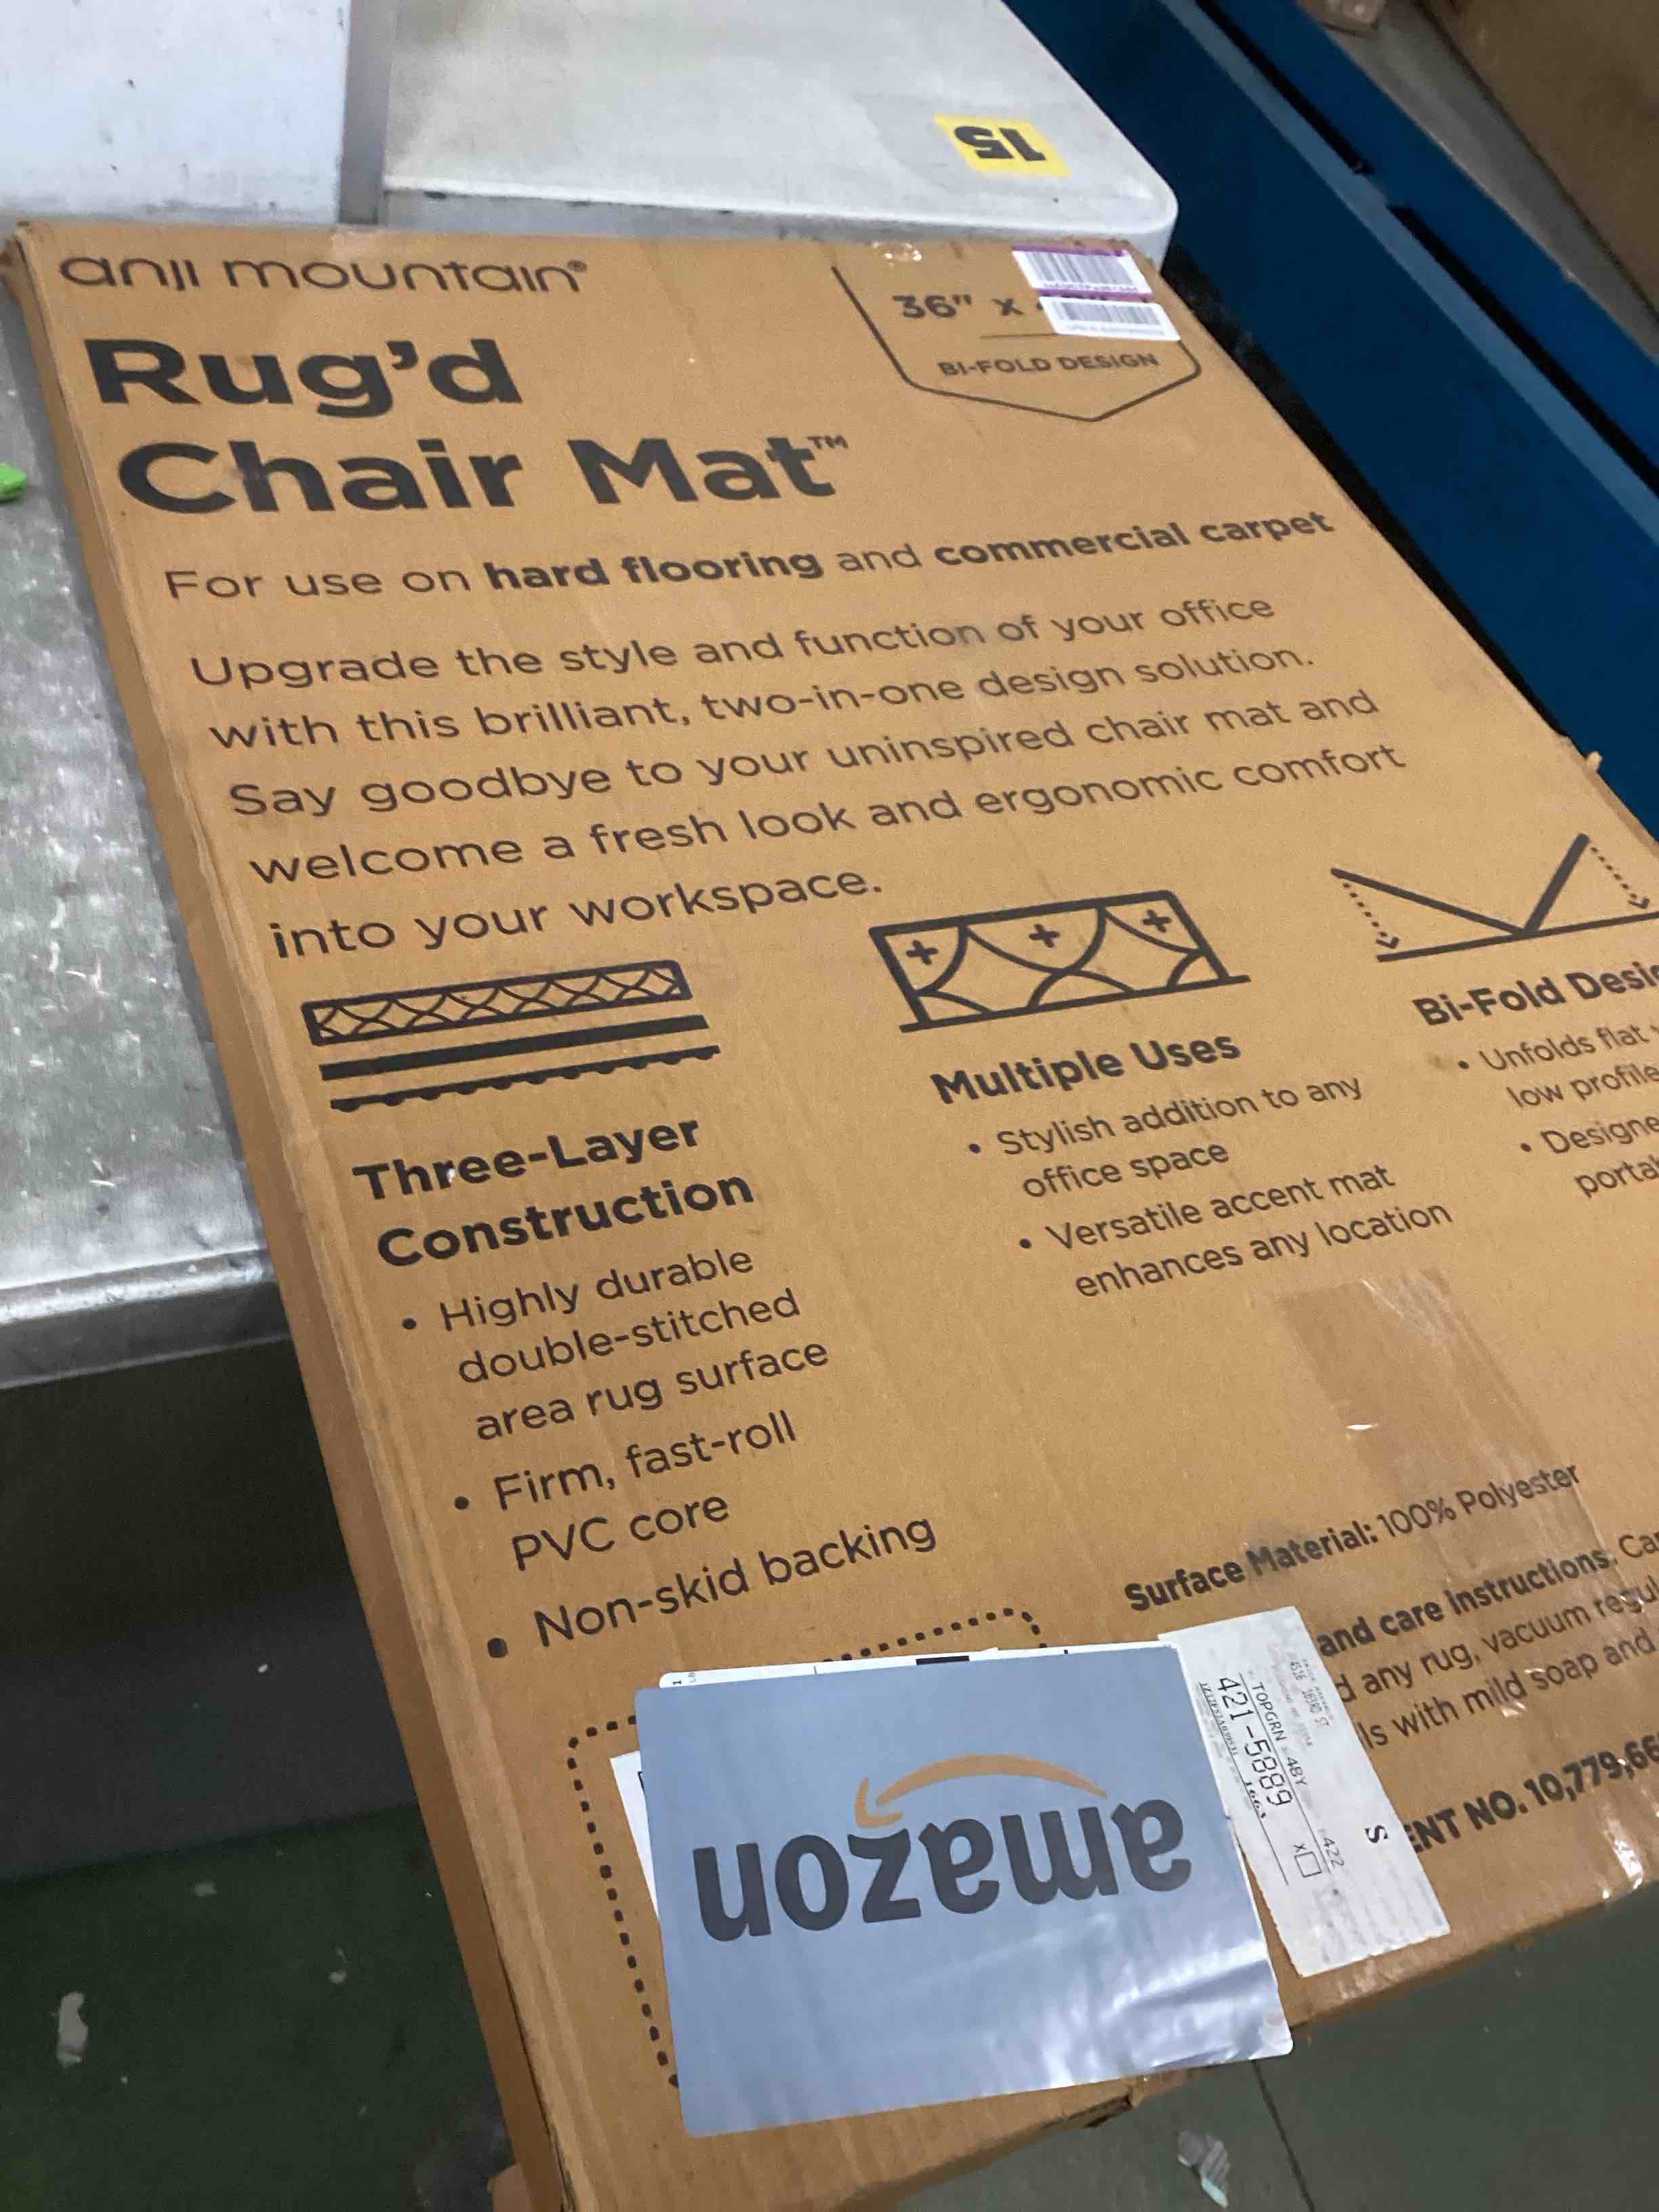 15
anji mountain®
36" x
BI-FOLD DESIGN
Rug'd
Chair Mat™
For use on hard flooring and commercial carpet
Upgrade the style and function of your office
with this brilliant, two-in-one design solution.
Say goodbye to your uninspired chair mat and
welcome a fresh look and ergonomic comfort
into your workspace.
Three-Layer
Construction
• Highly durable
double-stitched
area rug surface
• Firm, fast-roll
PVC core
• Non-skid backing
Multiple Uses
• Stylish addition to any
office space
• Versatile accent mat
enhances any location
Bi-Fold Desi
• Unfolds flat
low profile
• Designe
porta
Surface Material: 100% Polyester
and care instructions: Ca
d any rug, vacuum regu
ls with mild soap and
ENT NO. 10,779,66
amazon
TOPGRN 4BY 422
421-5889
S